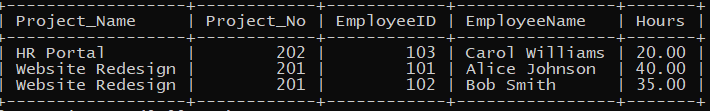 | Project_Name | Project_No | EmployeeID | EmployeeName | Hours |
| HR Portal | 202 | 103 | Carol Williams | 20.00 |
| Website Redesign | 201 | 101 | Alice Johnson | 40.00 |
| Website Redesign | 201 | 102 | Bob Smith | 35.00 |